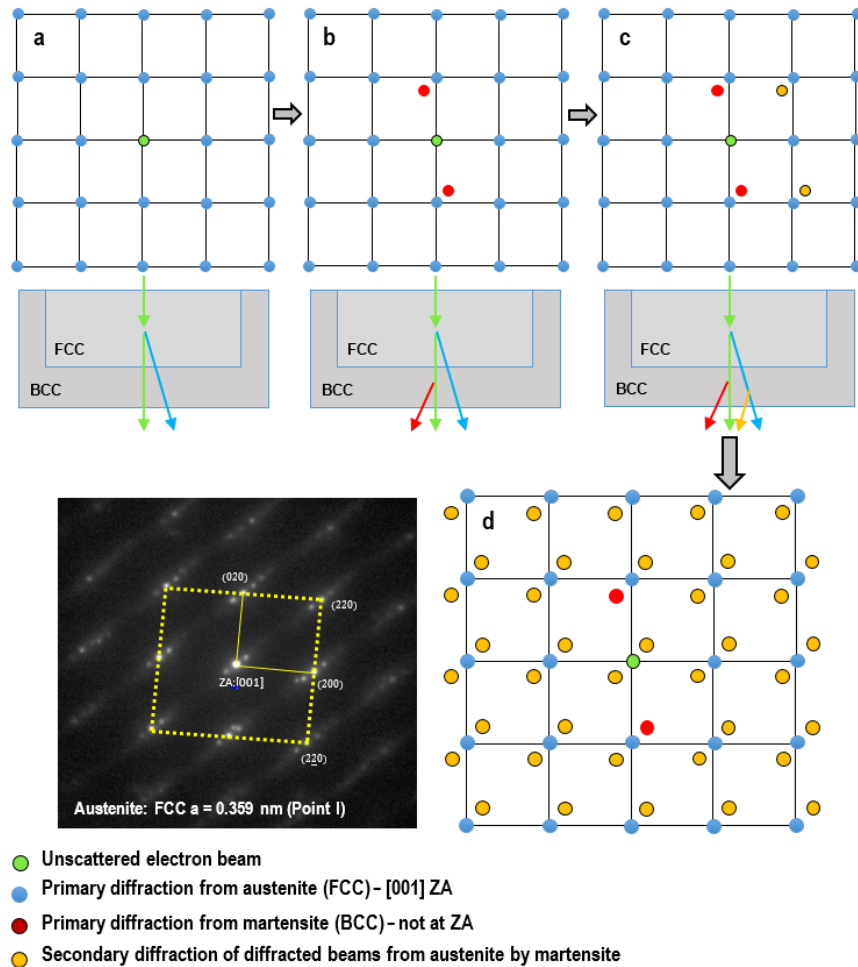 a
b
c
FCC
BCC
FCC
BCC
FCC
BCC
d
(020)
(220)
ZA:[001]
(200)
(220)
Austenite: FCC a = 0.359 nm (Point I)
Unscattered electron beam
Primary diffraction from austenite (FCC) – [001] ZA
Primary diffraction from martensite (BCC) – not at ZA
Secondary diffraction of diffracted beams from austenite by martensite